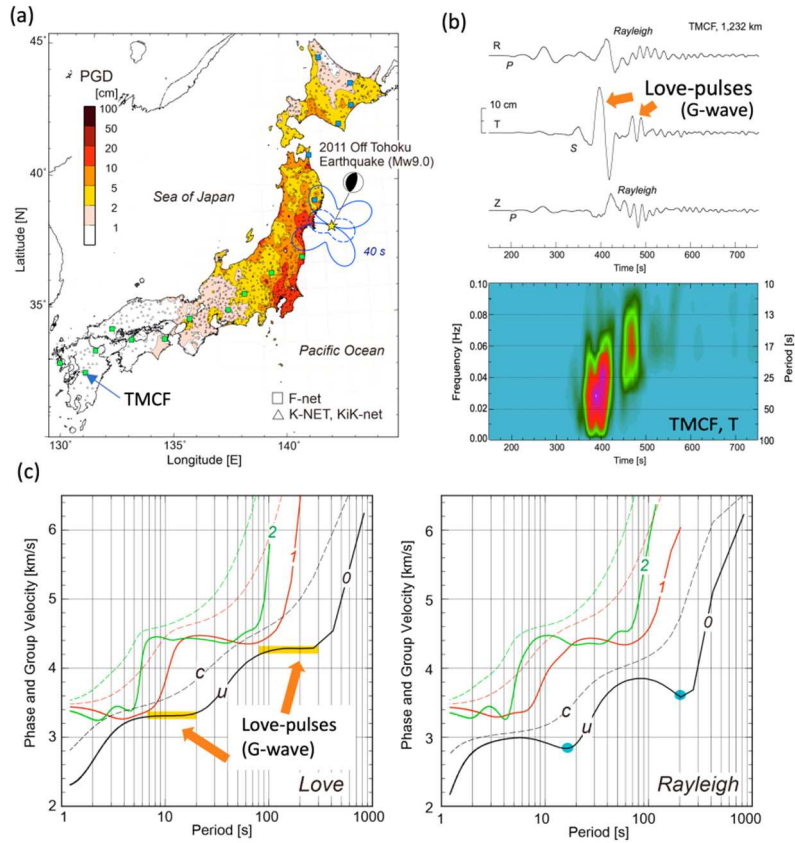 (a)
45°
40°
35°
130°
135°
140°
Latitude [N]
Longitude [E]
PGD
[cm]
100
50
20
10
5
2
1
Sea of Japan
2011 Off Tohoku
Earthquake (Mw9.0)
40 s
Pacific Ocean
TMCF
F-net
K-NET, KiK-net
(b)
Rayleigh
TMCF, 1,232 km
R
P
Love-pulses
(G-wave)
10 cm
T
S
Rayleigh
Z
P
200 300 400 500 600 700
Time [s]
Frequency [Hz]
0.10
0.08
0.06
0.04
0.02
0.00
Period [s]
10
13
17
25
50
100
TMCF, T
200 300 400 500 600 700
Time [s]
(c)
Phase and Group Velocity [km/s]
6
5
4
3
2
2
1
0
c
u
Love-pulses
(G-wave)
Love
1 10 100 1000
Period [s]
Phase and Group Velocity [km/s]
6
5
4
3
2
2
1
0
c
u
Rayleigh
1 10 100 1000
Period [s]